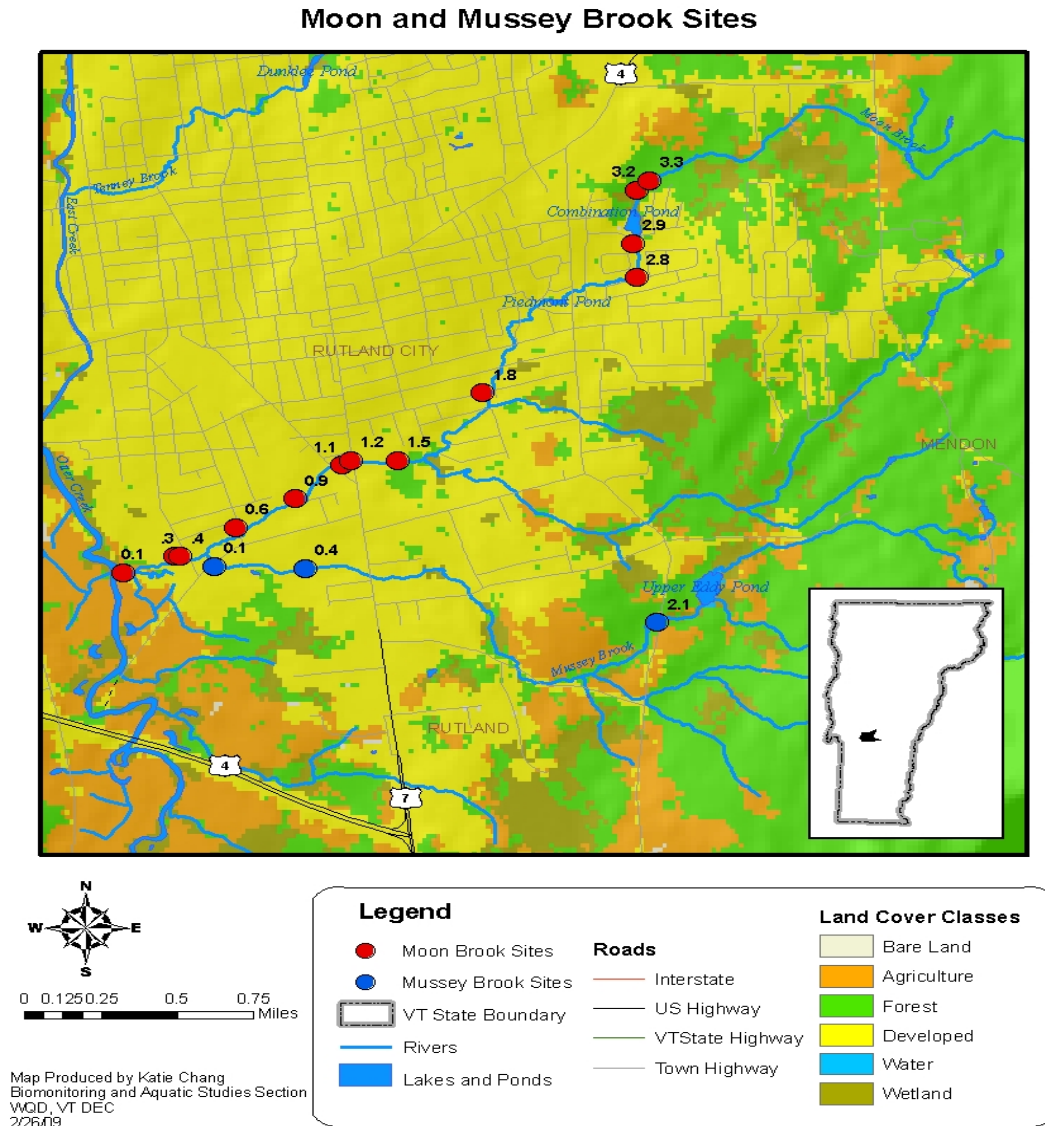 Moon and Mussey Brook Sites
Dunklee Pond
4
Moon Brook
Tenney Brook
East Creek
3.2
3.3
Combination Pond
2.9
2.8
Piedmont Pond
RUTLAND CITY
1.8
1.1
1.2
1.5
MENDON
Otter Creek
0.9
0.6
0.1
.3
.4
0.1
0.4
Upper Eddy Pond
2.1
Mussey Brook
RUTLAND
4
7
N
W
E
S
0 0.125 0.25 0.5 0.75
Miles
Map Produced by Katie Chang
Biomonitoring and Aquatic Studies Section
WQD, VT DEC
2/26/09
Legend
Moon Brook Sites
Mussey Brook Sites
VT State Boundary
Rivers
Lakes and Ponds
Roads
Interstate
US Highway
VTState Highway
Town Highway
Land Cover Classes
Bare Land
Agriculture
Forest
Developed
Water
Wetland